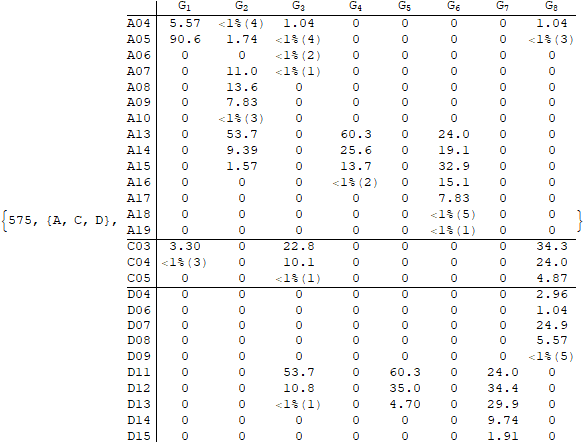 G1 G2 G3 G4 G5 G6 G7 G8
A04 5.57 <1%(4) 1.04 0 0 0 0 1.04
A05 90.6 1.74 <1%(4) 0 0 0 0 <1%(3)
A06 0 0 <1%(2) 0 0 0 0 0
A07 0 11.0 <1%(1) 0 0 0 0 0
A08 0 13.6 0 0 0 0 0 0
A09 0 7.83 0 0 0 0 0 0
A10 0 <1%(3) 0 0 0 0 0 0
A13 0 53.7 0 60.3 0 24.0 0 0
A14 0 9.39 0 25.6 0 19.1 0 0
A15 0 1.57 0 13.7 0 32.9 0 0
A16 0 0 0 <1%(2) 0 15.1 0 0
A17 0 0 0 0 0 7.83 0 0
{575, {A, C, D}, A18 0 0 0 0 0 <1%(5) 0 0 }
A19 0 0 0 0 0 <1%(1) 0 0
C03 3.30 0 22.8 0 0 0 0 34.3
C04 <1%(3) 0 10.1 0 0 0 0 24.0
C05 0 0 <1%(1) 0 0 0 0 4.87
D04 0 0 0 0 0 0 0 2.96
D06 0 0 0 0 0 0 0 1.04
D07 0 0 0 0 0 0 0 24.9
D08 0 0 0 0 0 0 0 5.57
D09 0 0 0 0 0 0 0 <1%(5)
D11 0 0 53.7 0 60.3 0 24.0 0
D12 0 0 10.8 0 35.0 0 34.4 0
D13 0 0 <1%(1) 0 4.70 0 29.9 0
D14 0 0 0 0 0 0 9.74 0
D15 0 0 0 0 0 0 1.91 0